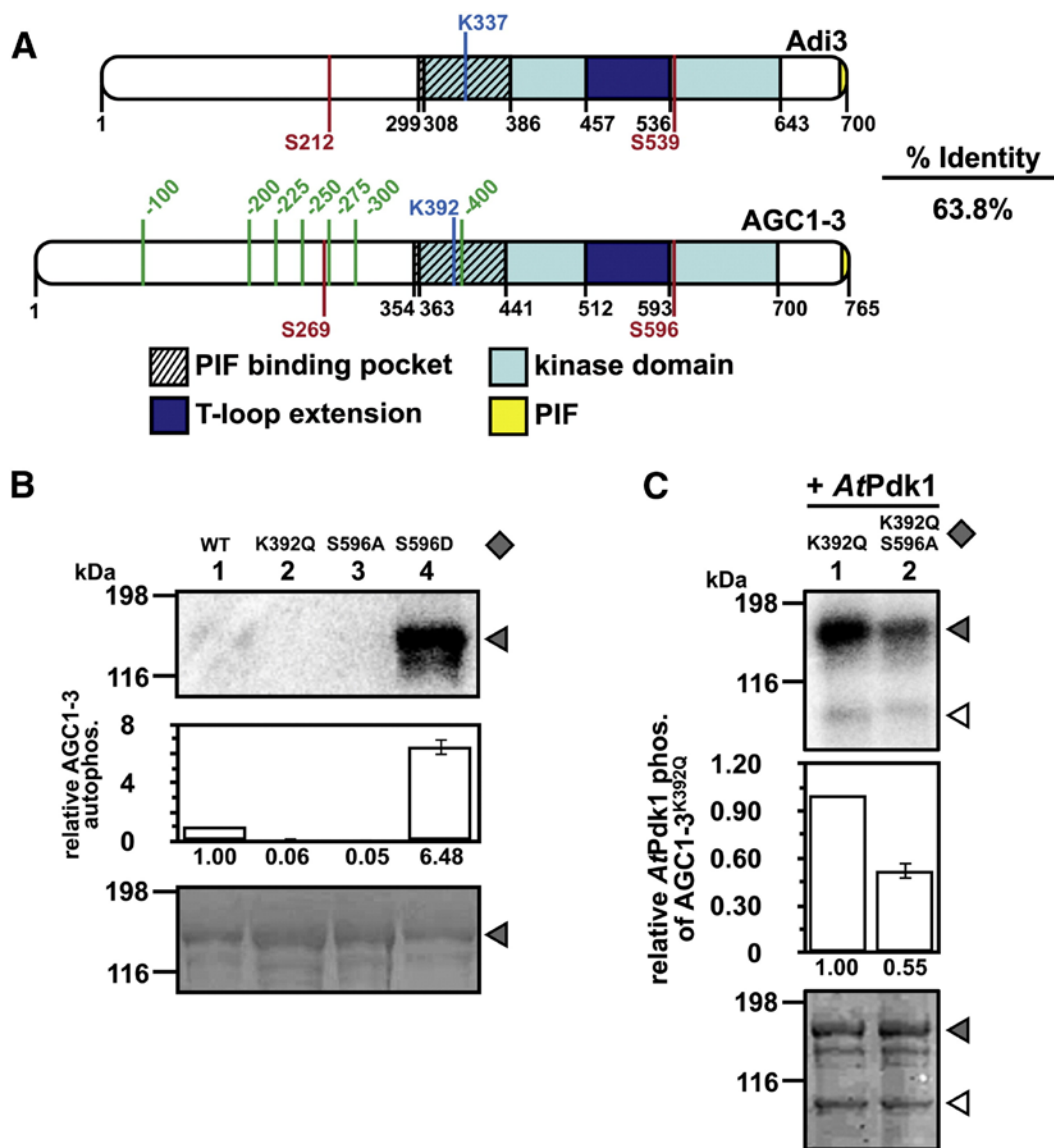 A
K337
Adi3
1 299 308 386 457 536 643 700
S212 S539
% Identity
63.8%
-100 -200 -225 -250 -275 -300 K392 -400
AGC1-3
1 354 363 441 512 593 700 765
S269 S596
PIF binding pocket kinase domain
T-loop extension PIF
B
WT K392Q S596A S596D
kDa 1 2 3 4
198
116
relative AGC1-3
autophos.
8
4
0
1.00 0.06 0.05 6.48
198
116
C
+ AtPdk1
K392Q
K392Q S596A
kDa 1 2
198
116
relative AtPdk1 phos.
of AGC1-3K392Q
1.20
0.90
0.60
0.30
0
1.00 0.55
198
116